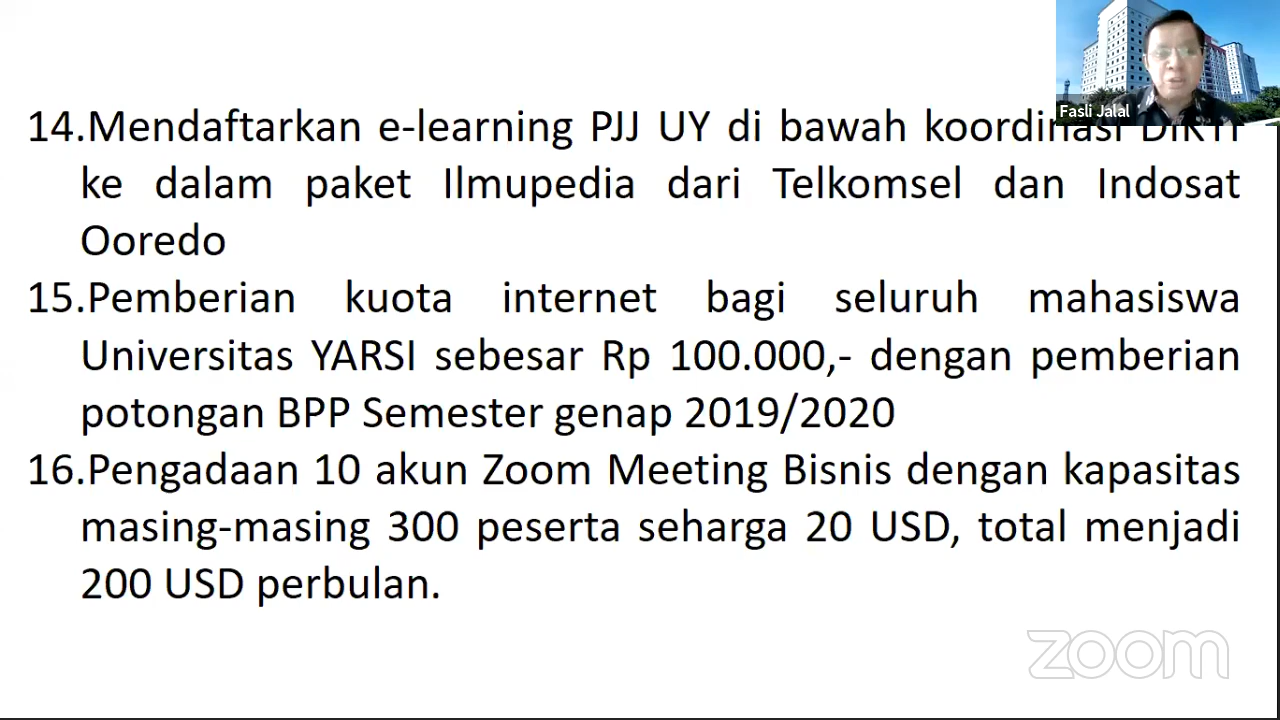 Fasli Jalal
14.Mendaftarkan e-learning PJJ UY di bawah koordinasi DIKTI
ke dalam paket Ilmupedia dari Telkomsel dan Indosat
Ooredo
15.Pemberian kuota internet bagi seluruh mahasiswa
Universitas YARSI sebesar Rp 100.000,- dengan pemberian
potongan BPP Semester genap 2019/2020
16.Pengadaan 10 akun Zoom Meeting Bisnis dengan kapasitas
masing-masing 300 peserta seharga 20 USD, total menjadi
200 USD perbulan.
zoom